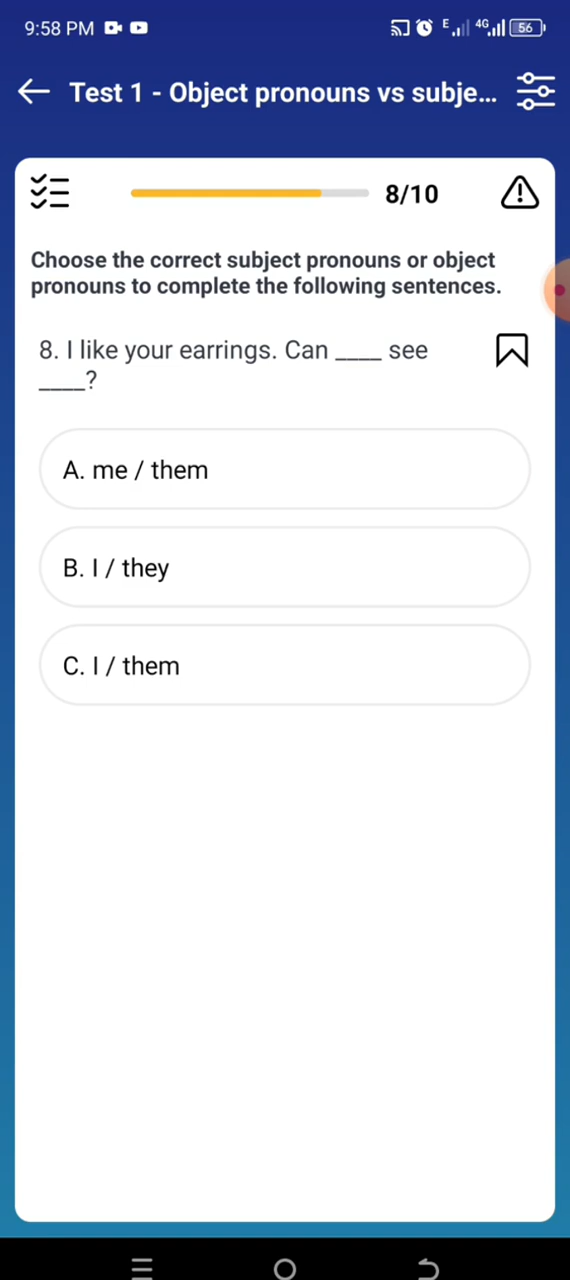 9:58 PM
E 4G 56
Test 1 - Object pronouns vs subje...
8/10
Choose the correct subject pronouns or object
pronouns to complete the following sentences.
8. I like your earrings. Can ____ see
____?
A. me / them
B. I / they
C. I / them